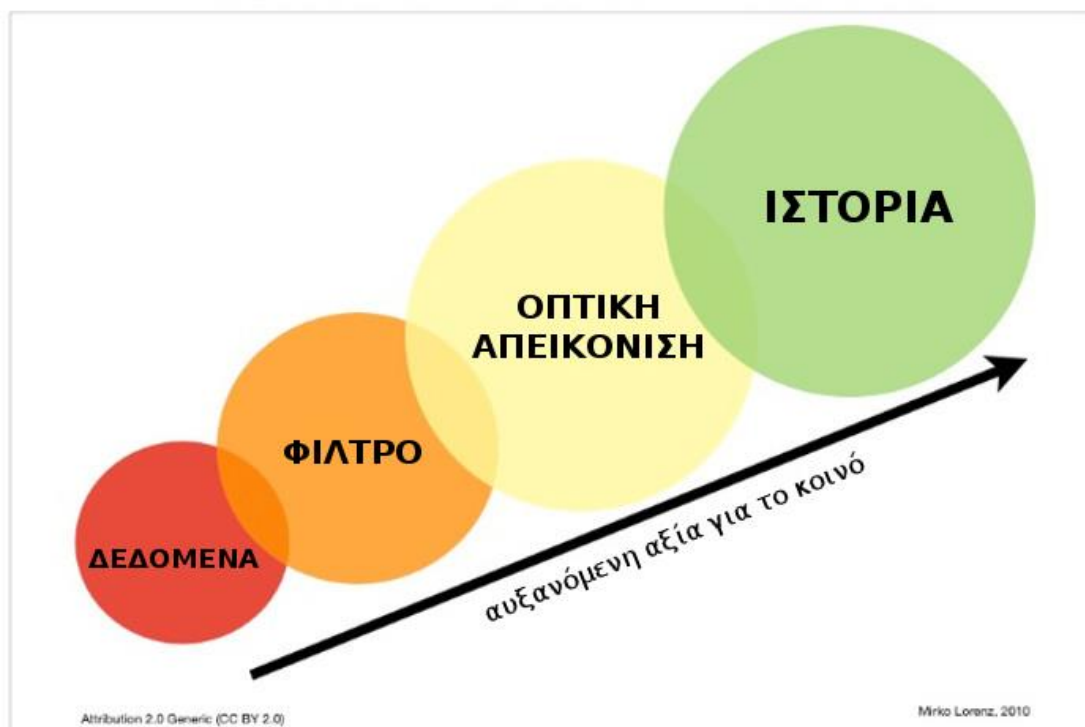 ΙΣΤΟΡΙΑ
ΟΠΤΙΚΗ
ΑΠΕΙΚΟΝΙΣΗ
ΦΙΛΤΡΟ
ΔΕΔΟΜΕΝΑ
αυξανόμενη αξία για το κοινό
Attribution 2.0 Generic (CC BY 2.0)
Mirko Lorenz, 2010